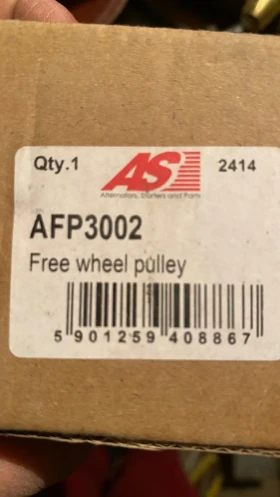 Qty.1
AS
2414
Alternators, Starters and Parts
AFP3002
Free wheel pulley
5 901259 408867